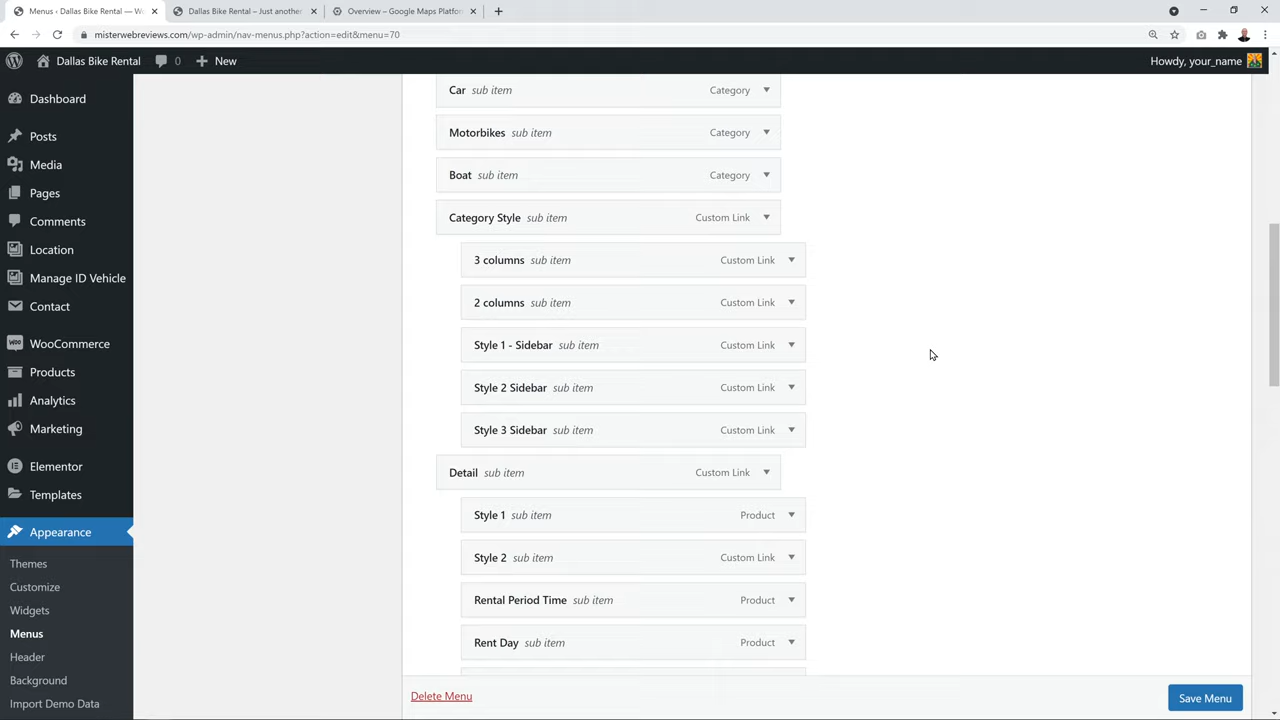 Menus ‹ Dallas Bike Rental — Wo
Dallas Bike Rental – Just another
Overview – Google Maps Platfo
misterwebreviews.com/wp-admin/nav-menus.php?action=edit&menu=70
Dallas Bike Rental
0
New
Howdy, your_name
Dashboard
Posts
Media
Pages
Comments
Location
Manage ID Vehicle
Contact
WooCommerce
Products
Analytics
Marketing
Elementor
Templates
Appearance
Themes
Customize
Widgets
Menus
Header
Background
Import Demo Data
Car sub item Category
Motorbikes sub item Category
Boat sub item Category
Category Style sub item Custom Link
3 columns sub item Custom Link
2 columns sub item Custom Link
Style 1 - Sidebar sub item Custom Link
Style 2 Sidebar sub item Custom Link
Style 3 Sidebar sub item Custom Link
Detail sub item Custom Link
Style 1 sub item Product
Style 2 sub item Custom Link
Rental Period Time sub item Product
Rent Day sub item Product
Delete Menu
Save Menu